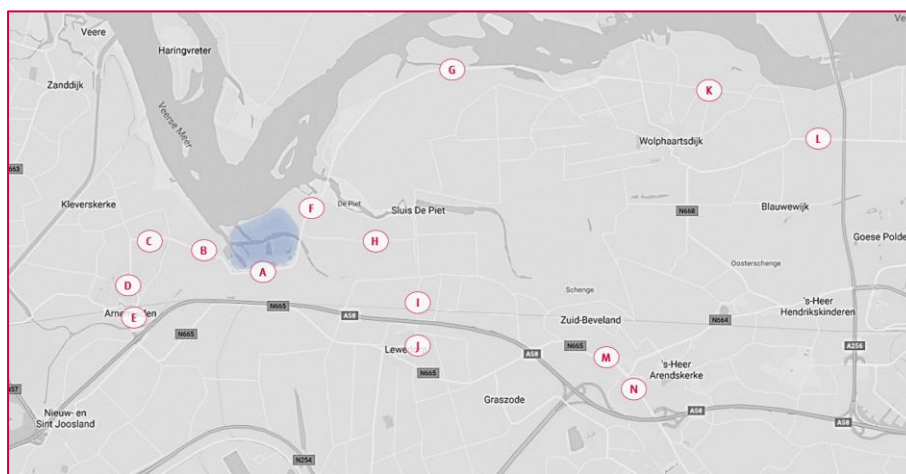 Veere
Haringvreter
Zanddijk
Veerse Meer
G
K
L
Wolphaartsdijk
N663
Kleverskerke
De Piet
Sluis De Piet
F
N668
Blauwewijk
C
B
H
Goese Polde
A
Oosterschenge
D
Schenge
I
's-Heer
Hendrikskinderen
E
N665
A58
Zuid-Beveland
N664
N665
J
N665
A58
M
A256
N665
's-Heer
Arendskerke
N
Graszode
Nieuw- en
Sint Joosland
A58
A58
N254